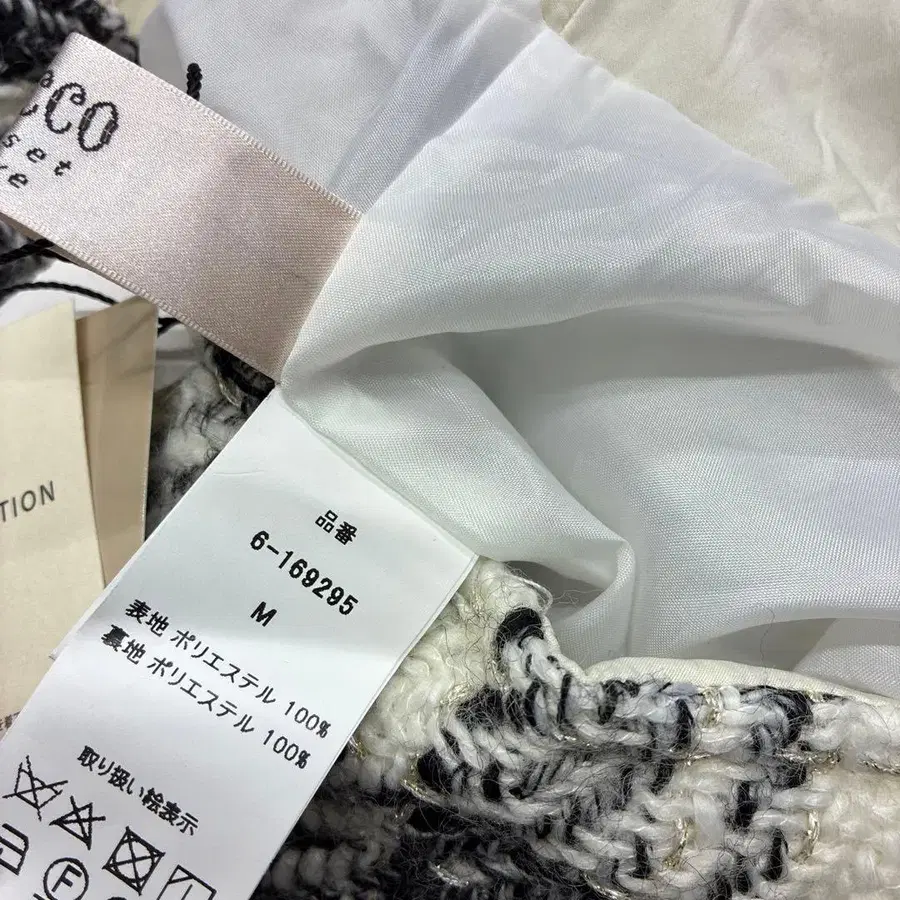 cco
set
e
TION
品番
6-169295
M
表地 ポリエステル 100%
裏地 ポリエステル 100%
取り扱い絵表示
F